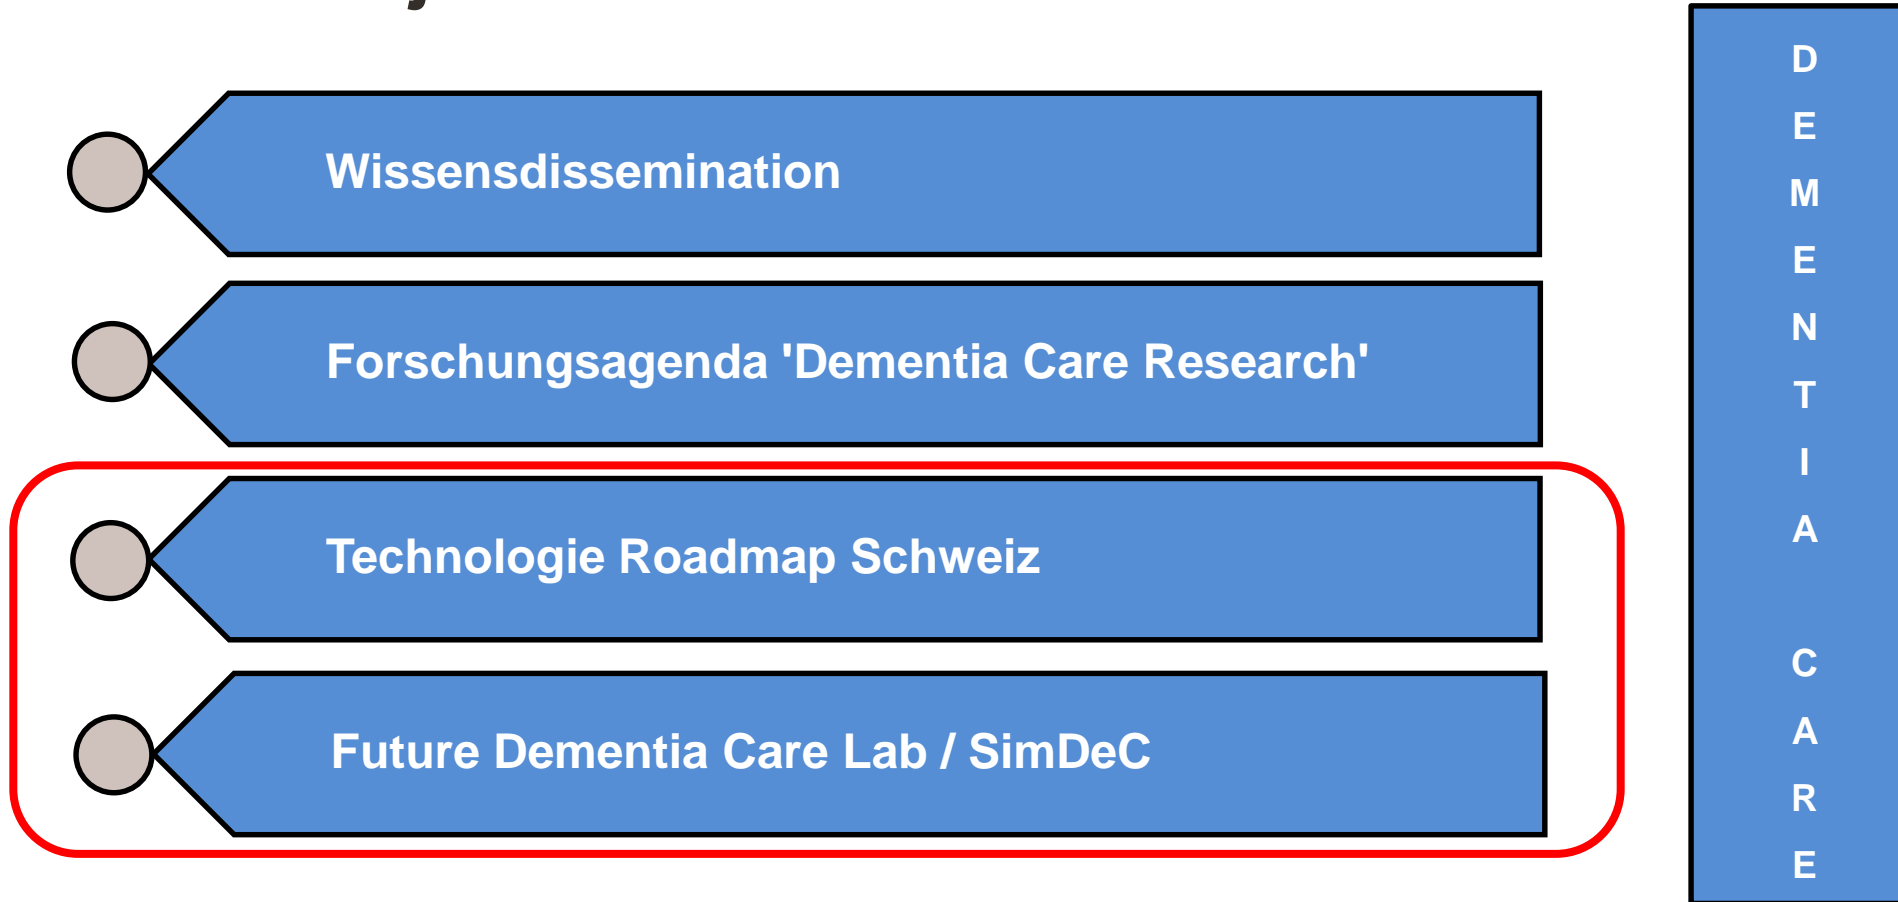 Wissensdissemination
Forschungsagenda 'Dementia Care Research'
Technologie Roadmap Schweiz
Future Dementia Care Lab / SimDeC
D
E
M
E
N
T
I
A
C
A
R
E